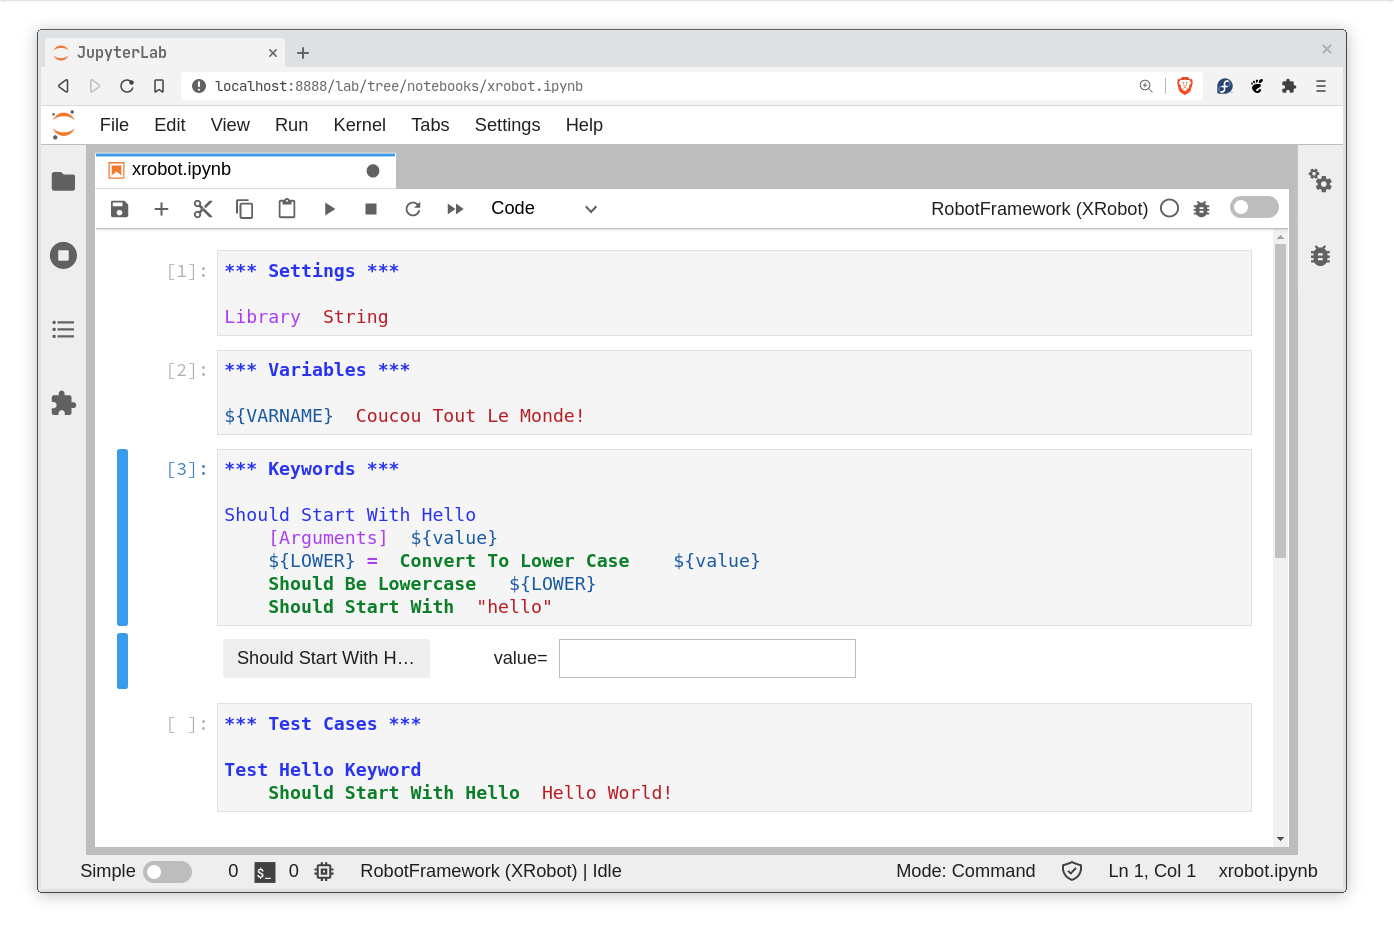 JupyterLab
localhost:8888/lab/tree/notebooks/xrobot.ipynb
File Edit View Run Kernel Tabs Settings Help
xrobot.ipynb
Code RobotFramework (XRobot)
[1]: *** Settings ***
Library  String
[2]: *** Variables ***
${VARNAME}  Coucou Tout Le Monde!
[3]: *** Keywords ***
Should Start With Hello
    [Arguments]  ${value}
    ${LOWER} =  Convert To Lower Case    ${value}
    Should Be Lowercase   ${LOWER}
    Should Start With  "hello"
Should Start With H… value=
[ ]: *** Test Cases ***
Test Hello Keyword
    Should Start With Hello  Hello World!
Simple 0 $_ 0 RobotFramework (XRobot) | Idle Mode: Command Ln 1, Col 1 xrobot.ipynb